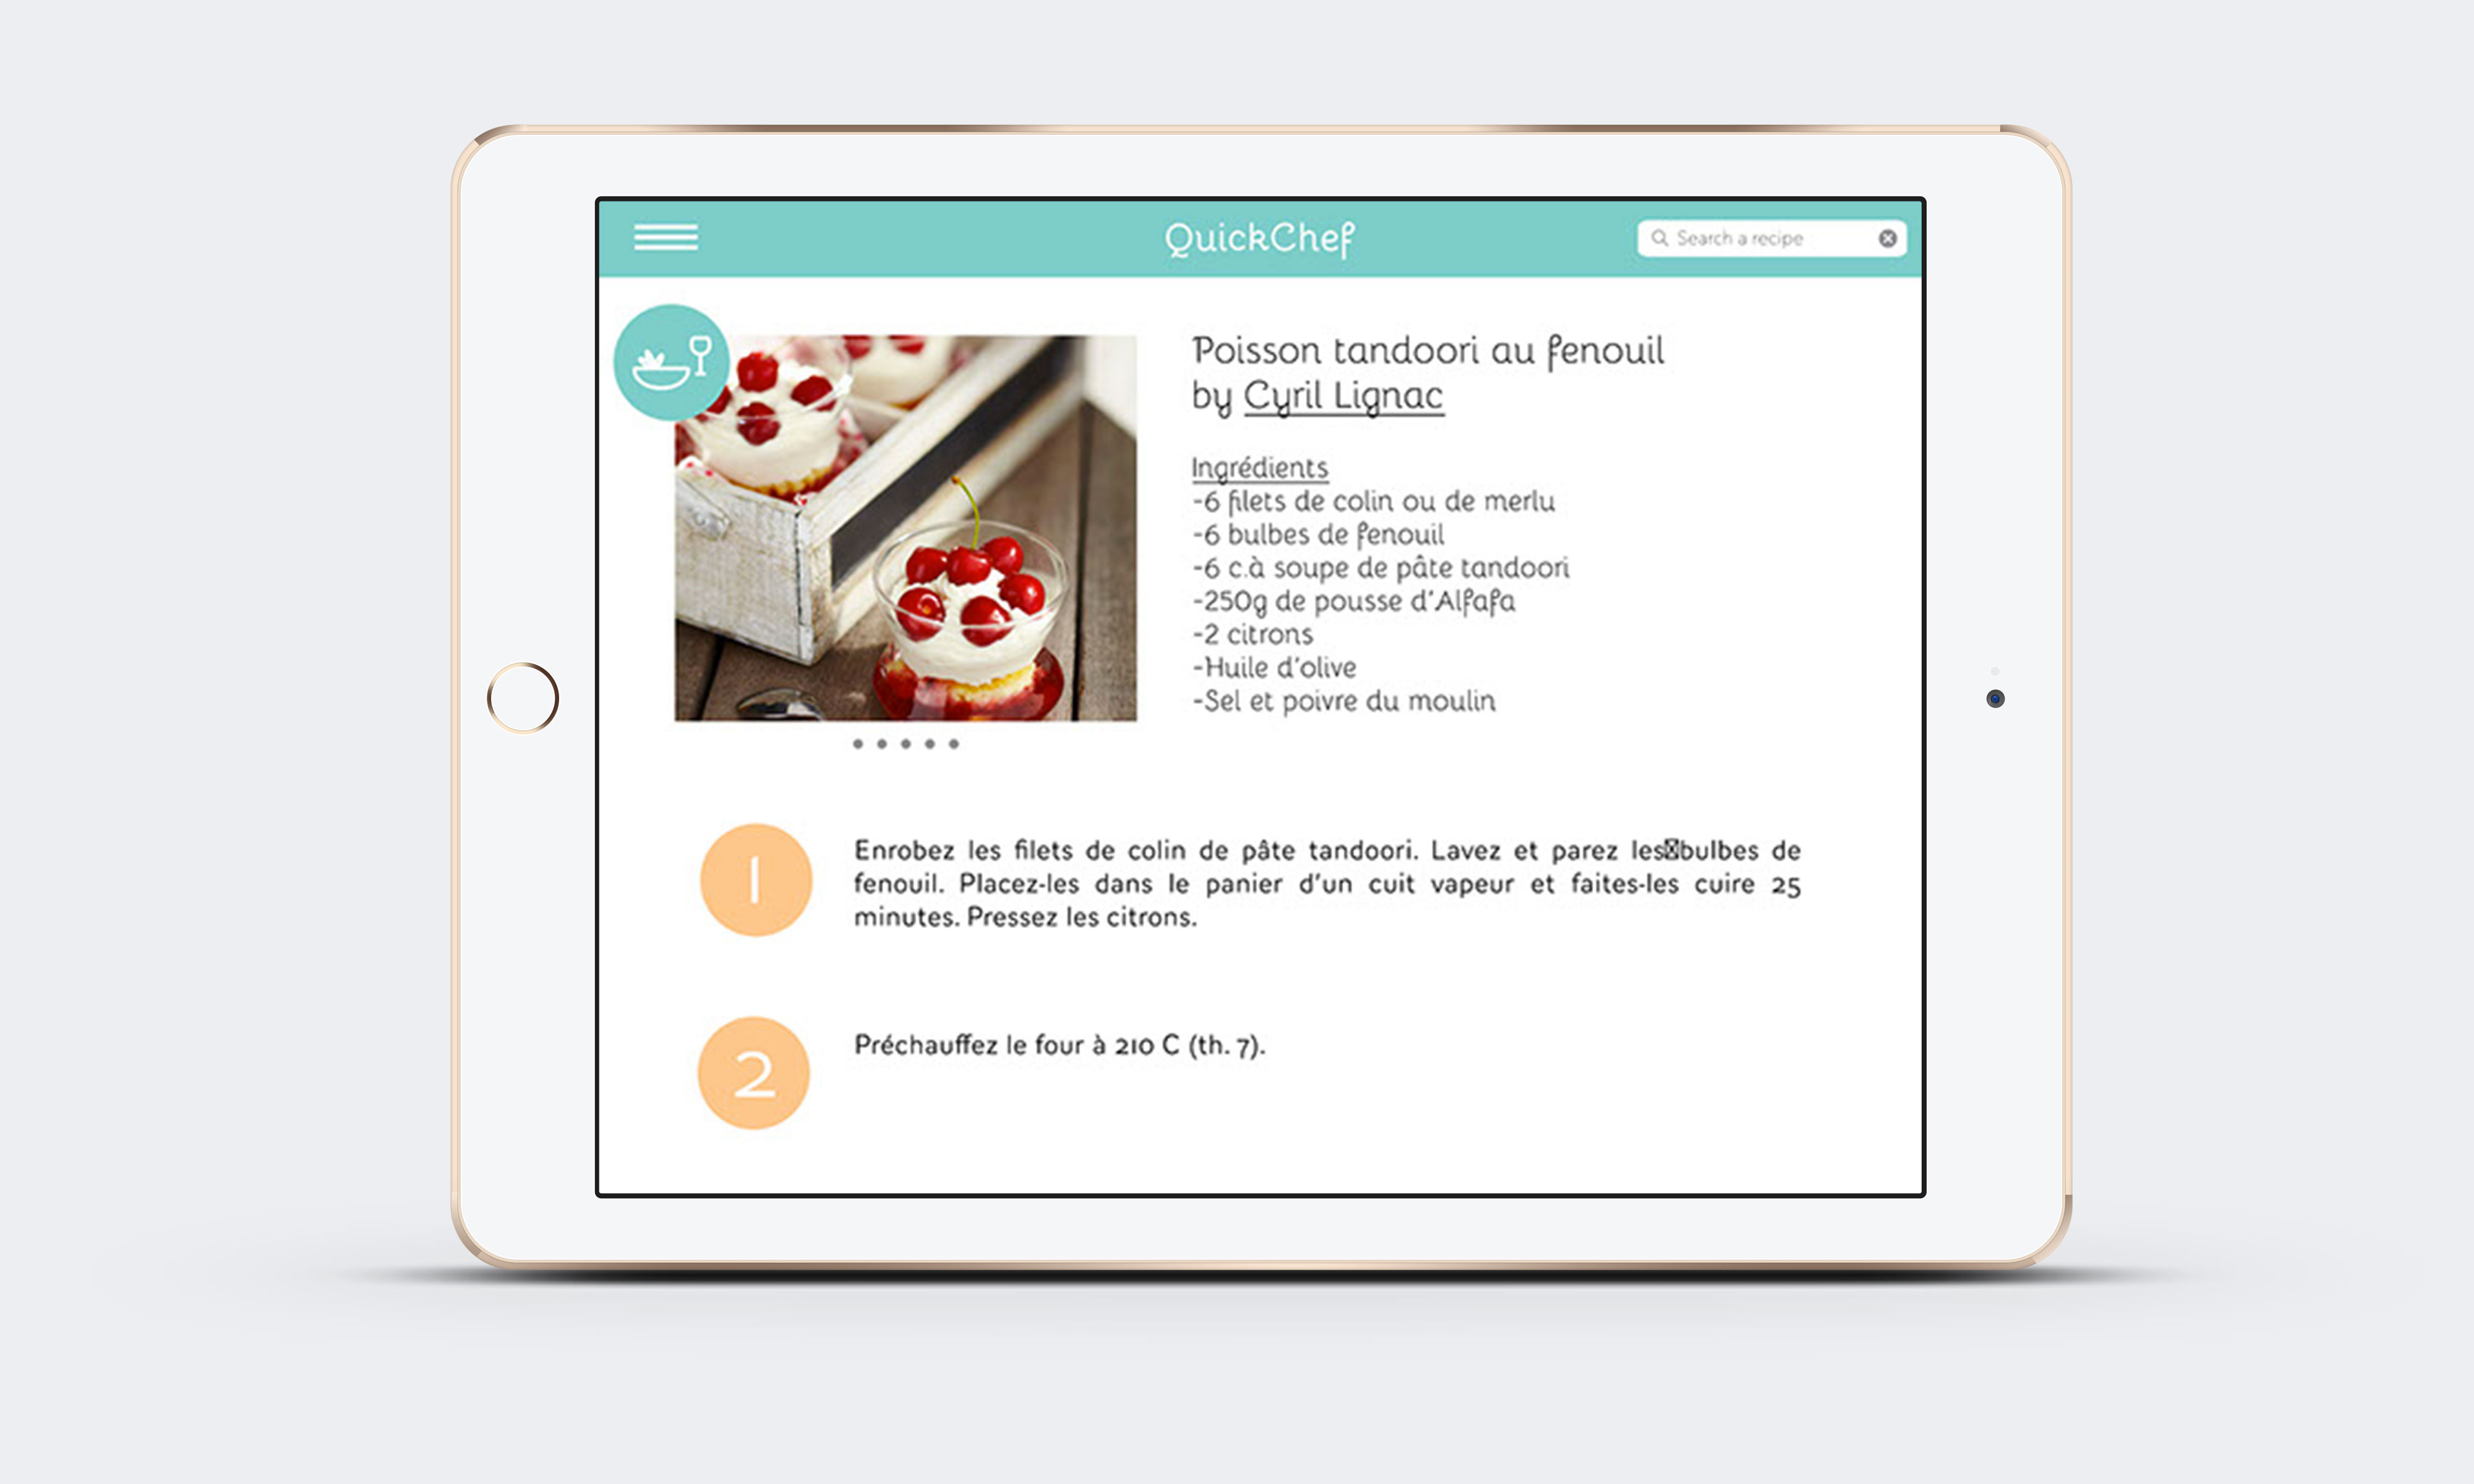 QuickChef
Search a recipe
Poisson tandoori au fenouil
by Cyril Lignac
Ingrédients
-6 filets de colin ou de merlu
-6 bulbes de fenouil
-6 c.à soupe de pâte tandoori
-250g de pousse d'Alfafa
-2 citrons
-Huile d'olive
-Sel et poivre du moulin
1
Enrobez les filets de colin de pâte tandoori. Lavez et parez les bulbes de
fenouil. Placez-les dans le panier d'un cuit vapeur et faites-les cuire 25
minutes. Pressez les citrons.
2
Préchauffez le four à 210 C (th. 7).